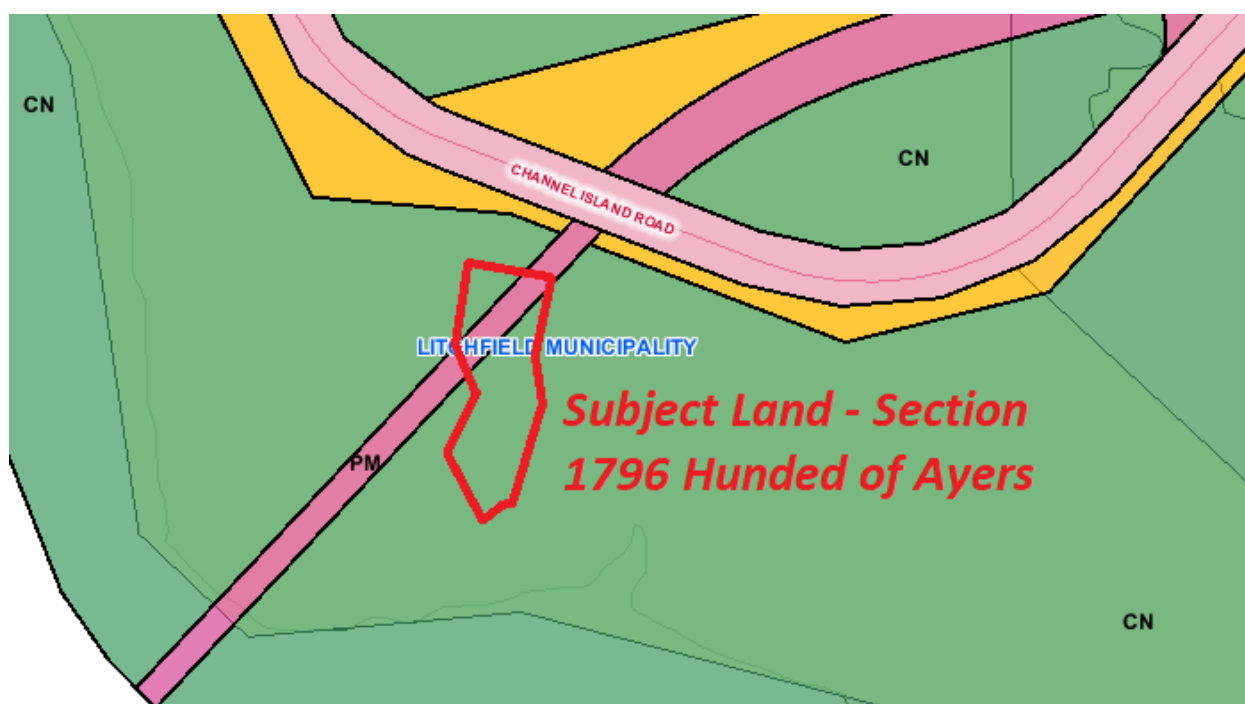 CN
CN
CHANNEL ISLAND ROAD
LITCHFIELD MUNICIPALITY
Subject Land - Section
1796 Hunded of Ayers
PM
CN